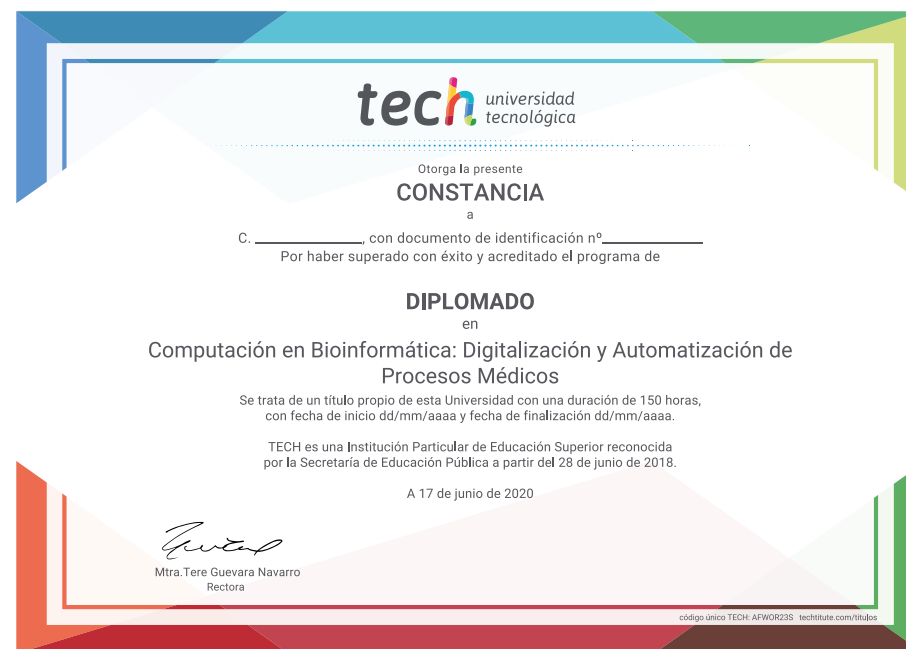 tech universidad
tecnológica
Otorga la presente
CONSTANCIA
a
C. ____________, con documento de identificación nº____________
Por haber superado con éxito y acreditado el programa de
DIPLOMADO
en
Computación en Bioinformática: Digitalización y Automatización de
Procesos Médicos
Se trata de un título propio de esta Universidad con una duración de 150 horas,
con fecha de inicio dd/mm/aaaa y fecha de finalización dd/mm/aaaa.
TECH es una Institución Particular de Educación Superior reconocida
por la Secretaría de Educación Pública a partir del 28 de junio de 2018.
A 17 de junio de 2020
Mtra.Tere Guevara Navarro
Rectora
código único TECH: AFWOR23S techtitute.com/titulos